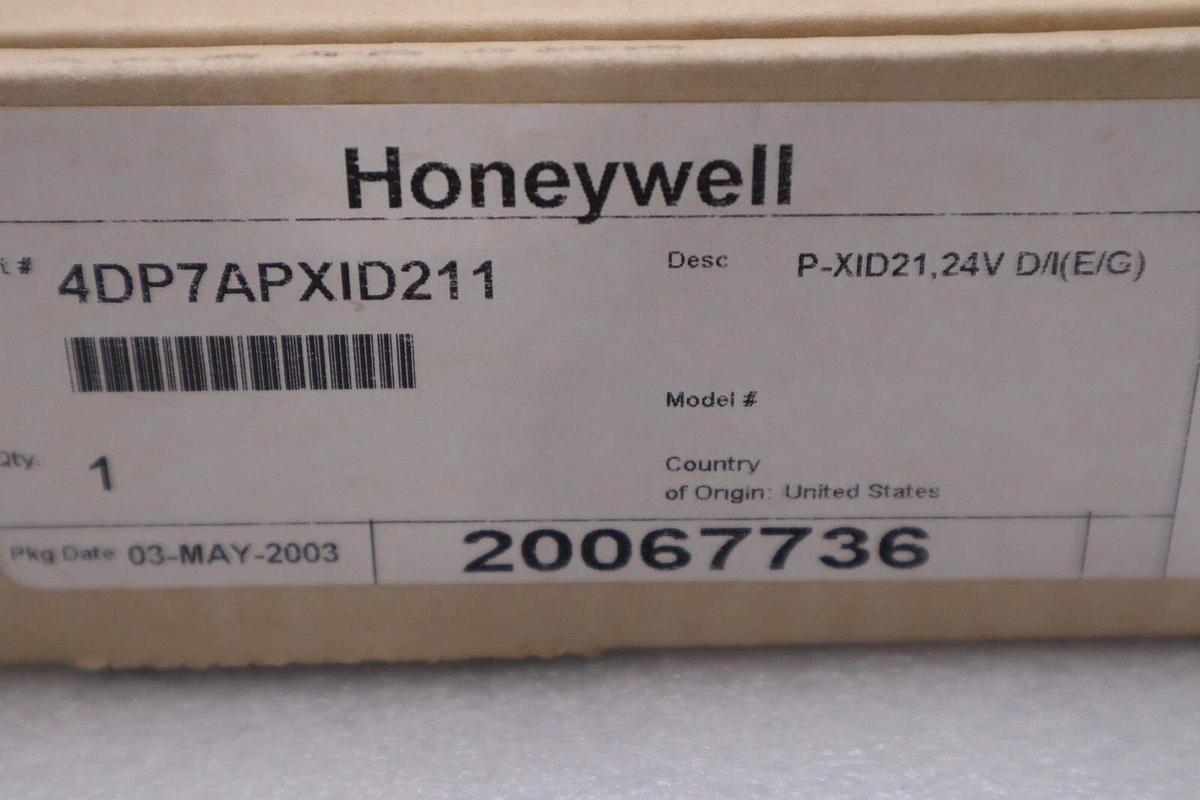 Honeywell
t # 4DP7APXID211 Desc P-XID21,24V D/I(E/G)
Model #
Qty. 1 Country
of Origin: United States
Pkg Date 03-MAY-2003 20067736